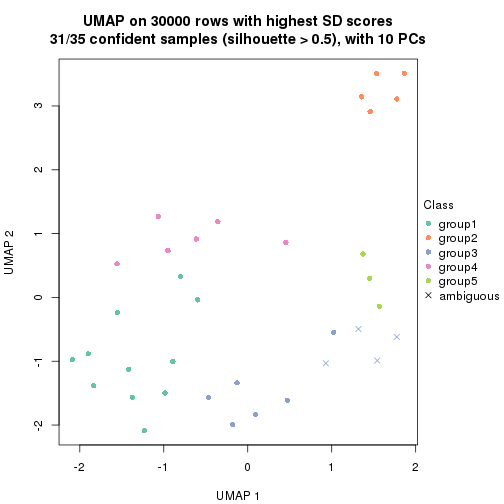 UMAP on 30000 rows with highest SD scores
31/35 confident samples (silhouette > 0.5), with 10 PCs
UMAP 2
3
2
1
0
-1
-2
-2
-1
0
1
2
UMAP 1
Class
group1
group2
group3
group4
group5
ambiguous